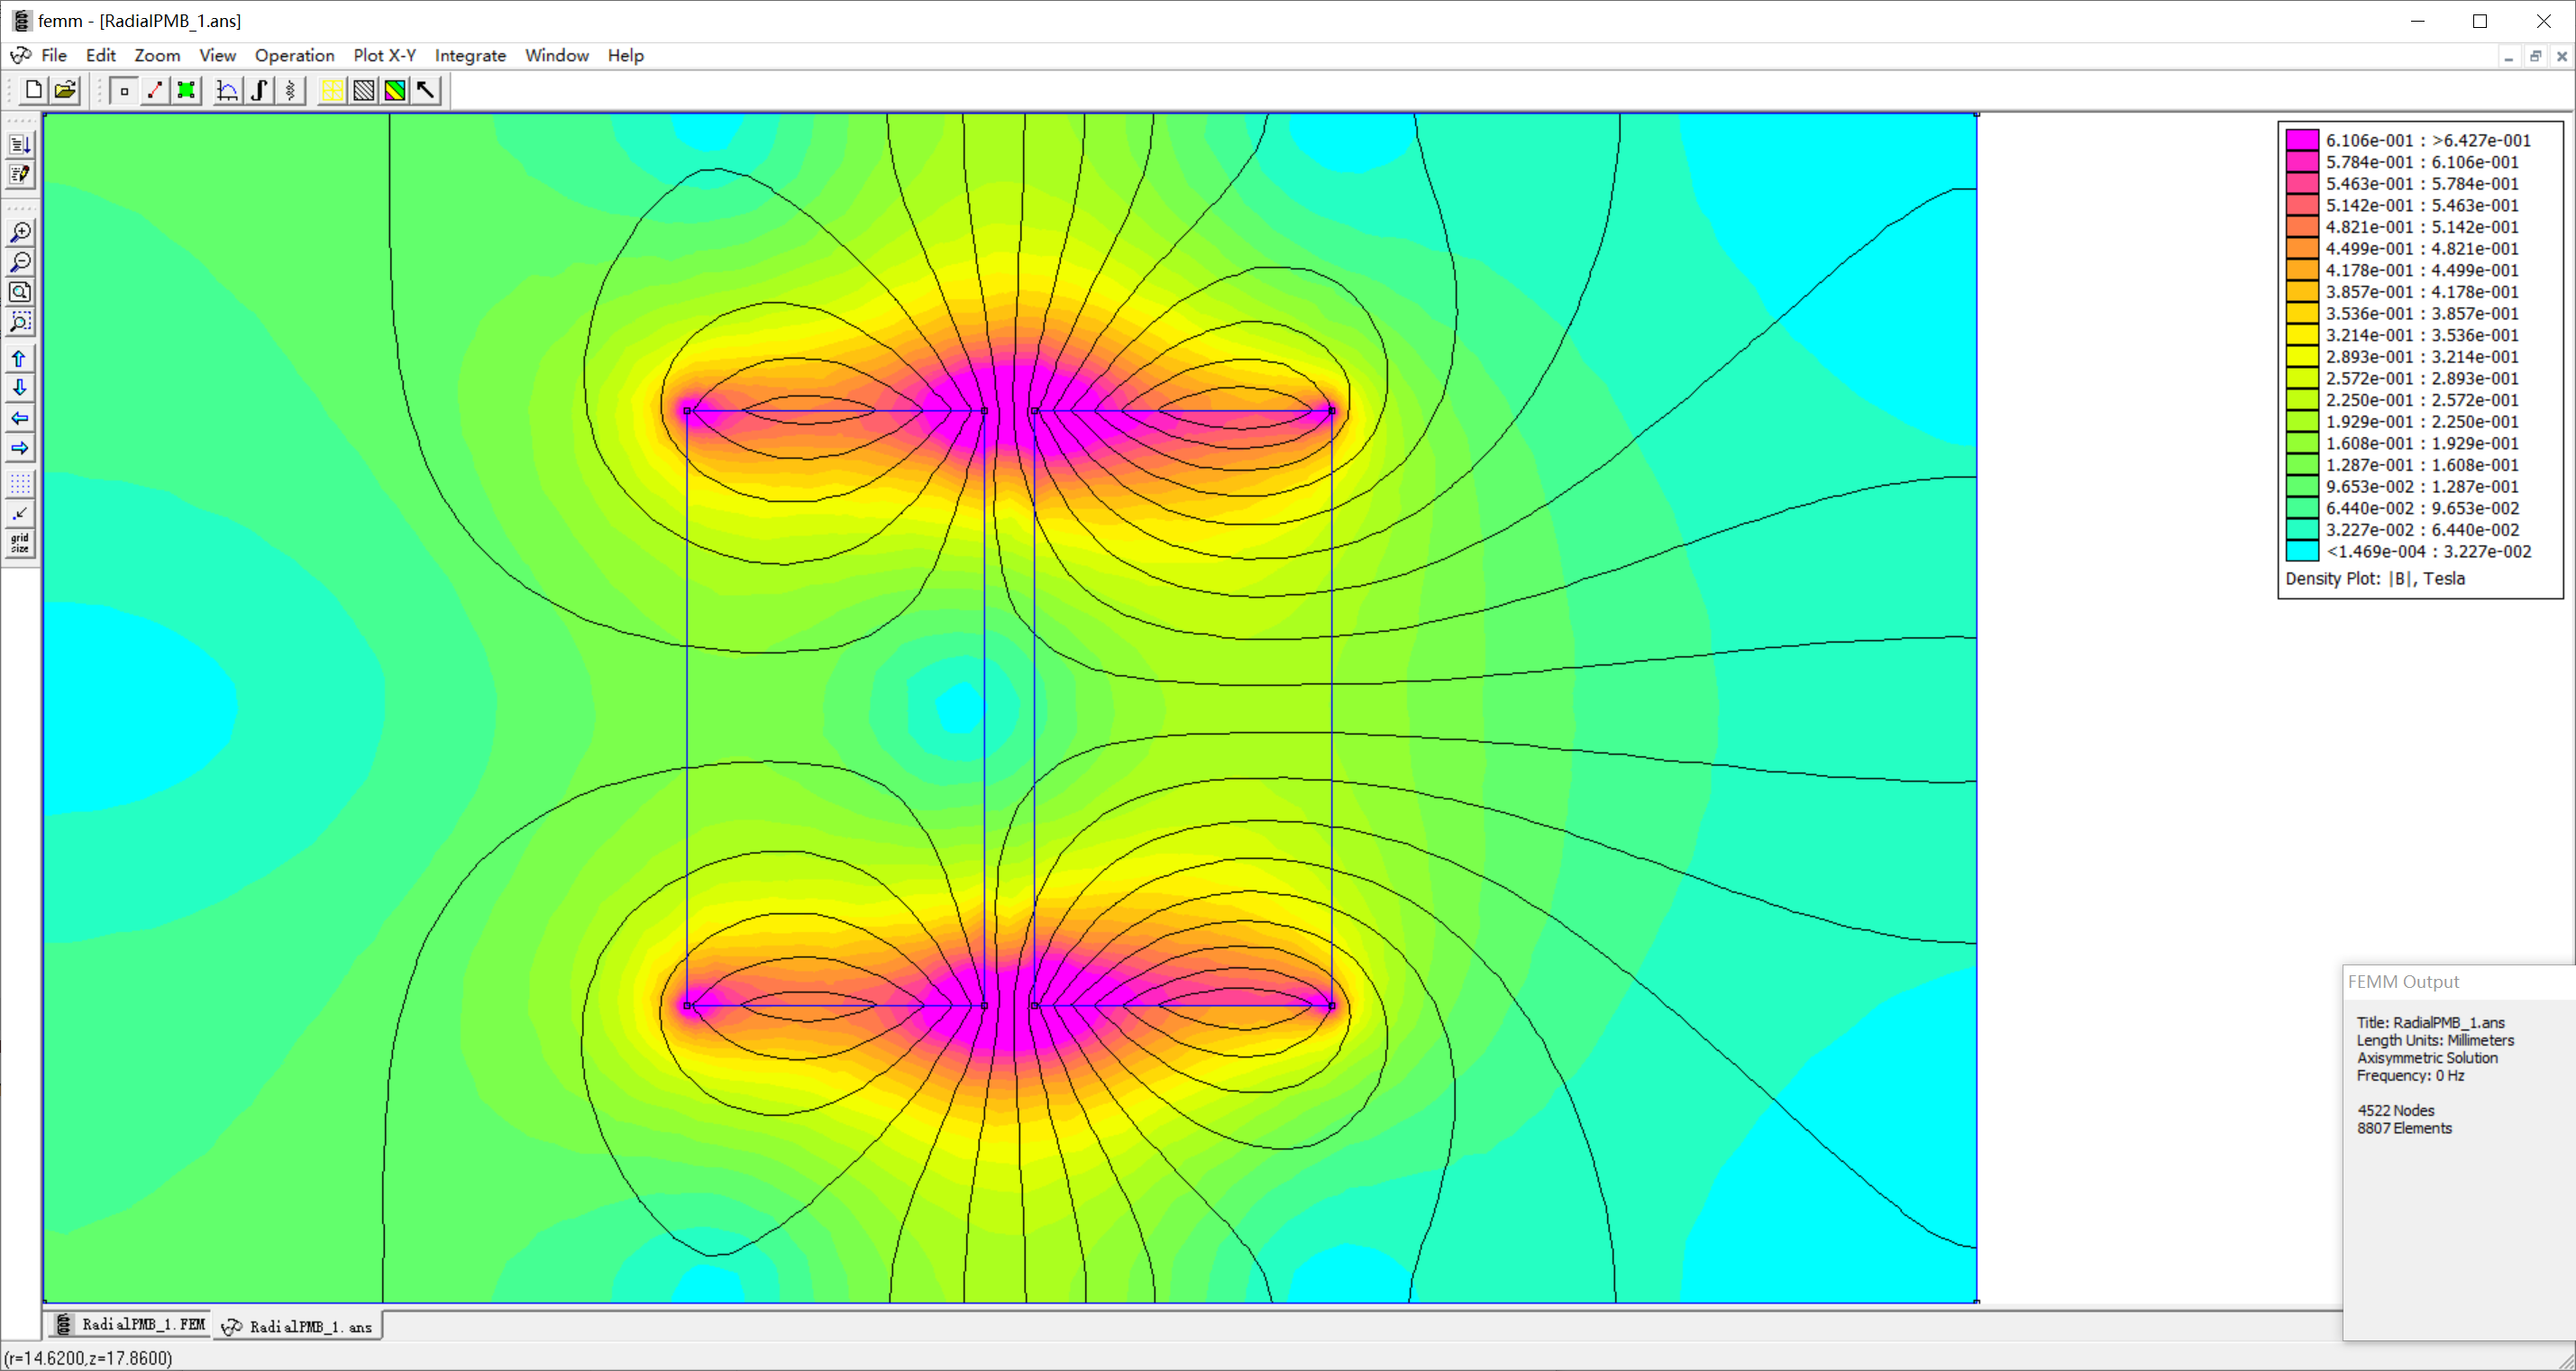 femm - [RadialPMB_1.ans]
File Edit Zoom View Operation Plot X-Y Integrate Window Help
grid
size
6.106e-001 : >6.427e-001
5.784e-001 : 6.106e-001
5.463e-001 : 5.784e-001
5.142e-001 : 5.463e-001
4.821e-001 : 5.142e-001
4.499e-001 : 4.821e-001
4.178e-001 : 4.499e-001
3.857e-001 : 4.178e-001
3.536e-001 : 3.857e-001
3.214e-001 : 3.536e-001
2.893e-001 : 3.214e-001
2.572e-001 : 2.893e-001
2.250e-001 : 2.572e-001
1.929e-001 : 2.250e-001
1.608e-001 : 1.929e-001
1.287e-001 : 1.608e-001
9.653e-002 : 1.287e-001
6.440e-002 : 9.653e-002
3.227e-002 : 6.440e-002
<1.469e-004 : 3.227e-002
Density Plot: |B|, Tesla
FEMM Output
Title: RadialPMB_1.ans
Length Units: Millimeters
Axisymmetric Solution
Frequency: 0 Hz
4522 Nodes
8807 Elements
RadialPMB_1.FEM
RadialPMB_1.ans
(r=14.6200,z=17.8600)